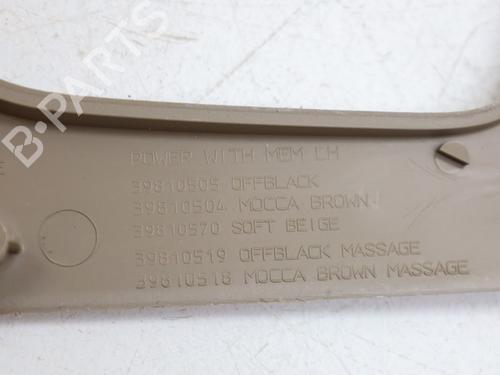 B-PARTS
POWER WITH MEM CH
39810505 OFFBLACK
39810504 MOCCA BROWN
39810570 SOFT BEIGE
39810519 OFFBLACK MASSAGE
39810518 MOCCA BROWN MASSAGE